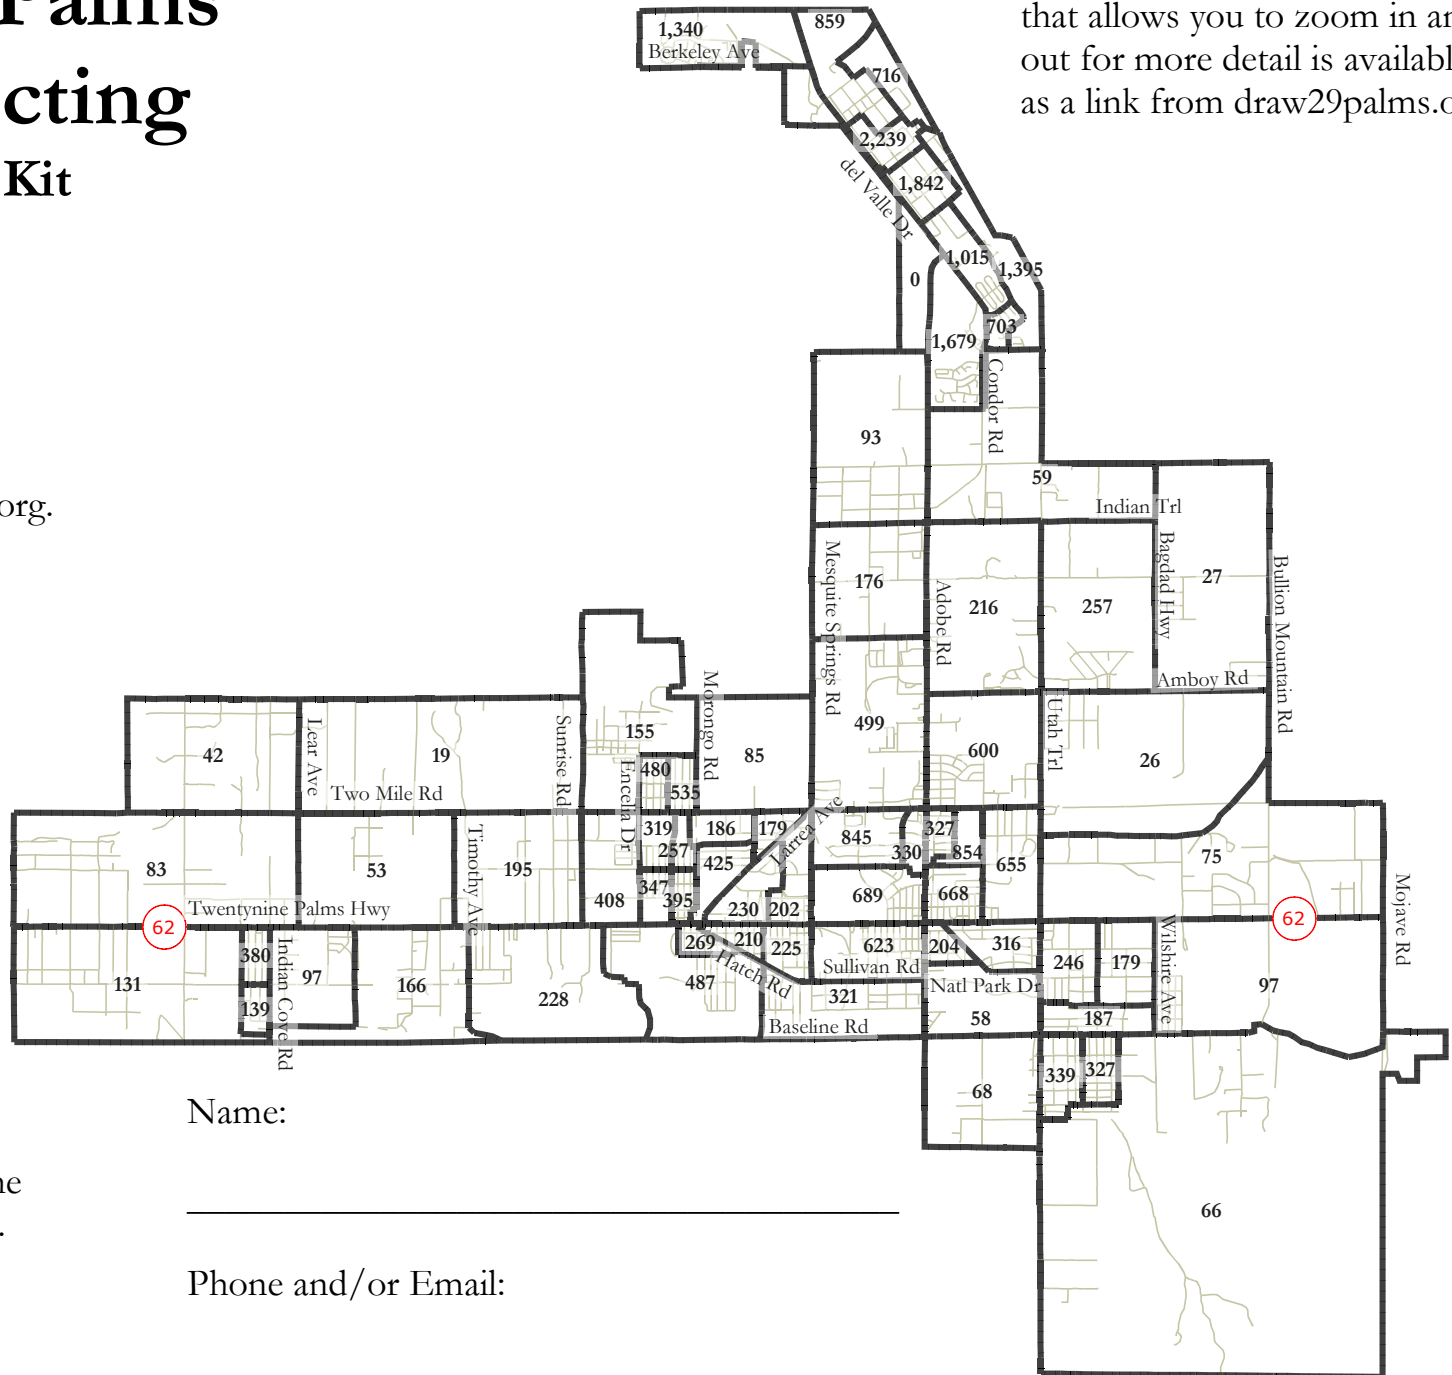 Palms
cting
Kit
that allows you to zoom in an
out for more detail is availabl
as a link from draw29palms.o
org.
1,340
859
Berkeley Ave
716
2,239
del Valle Dr
1,842
1,015
1,395
0
703
1,679
Condor Rd
93
59
Indian Trl
Mesquite Springs Rd
176
Adobe Rd
216
257
Bagdad Hwy
27
Bullion Mountain Rd
Amboy Rd
42
Lear Ave
19
Two Mile Rd
Sunrise Rd
155
Encelia Dr
480
535
Morongo Rd
85
499
600
Utah Trl
26
83
53
Timothy Ave
195
408
319
257
347
395
186
179
425
Larrea Ave
230
202
845
330
327
854
655
689
668
75
Twentynine Palms Hwy
62
62
Mojave Rd
131
380
139
Indian Cove Rd
97
166
228
269
210
225
Hatch Rd
487
623
Sullivan Rd
321
Baseline Rd
204
316
Natl Park Dr
58
246
179
187
Wilshire Ave
97
68
339
327
66
Name:
ne
.
Phone and/or Email: